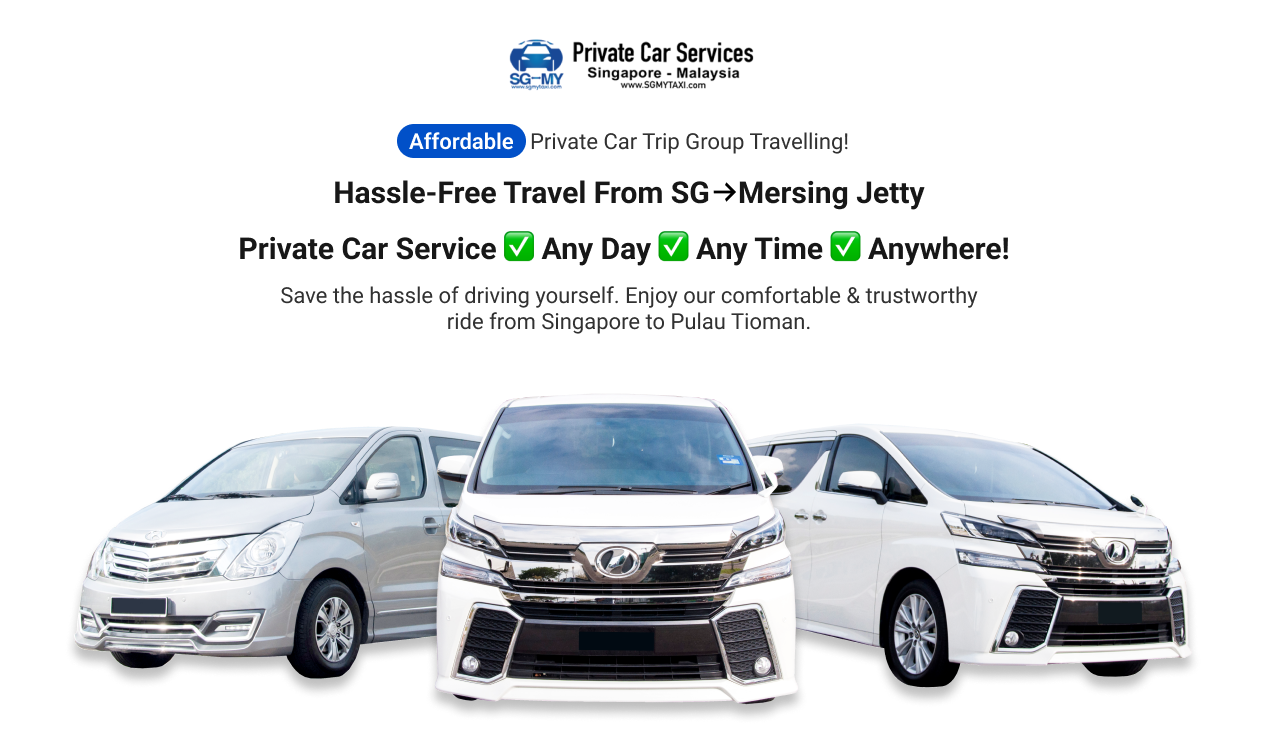 Private Car Services
Singapore - Malaysia
www.SGMYTAXI.com
SG-MY
www.sgmytaxi.com
Affordable Private Car Trip Group Travelling!
Hassle-Free Travel From SG→Mersing Jetty
Private Car Service ✅ Any Day ✅ Any Time ✅ Anywhere!
Save the hassle of driving yourself. Enjoy our comfortable & trustworthy
ride from Singapore to Pulau Tioman.